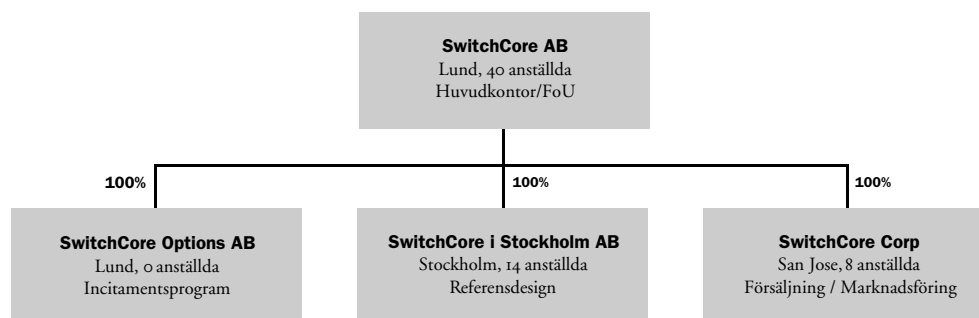 SwitchCore AB
Lund, 40 anställda
Huvudkontor/FoU
100%
100%
100%
SwitchCore Options AB
Lund, 0 anställda
Incitamentsprogram
SwitchCore i Stockholm AB
Stockholm, 14 anställda
Referensdesign
SwitchCore Corp
San Jose, 8 anställda
Försäljning / Marknadsföring